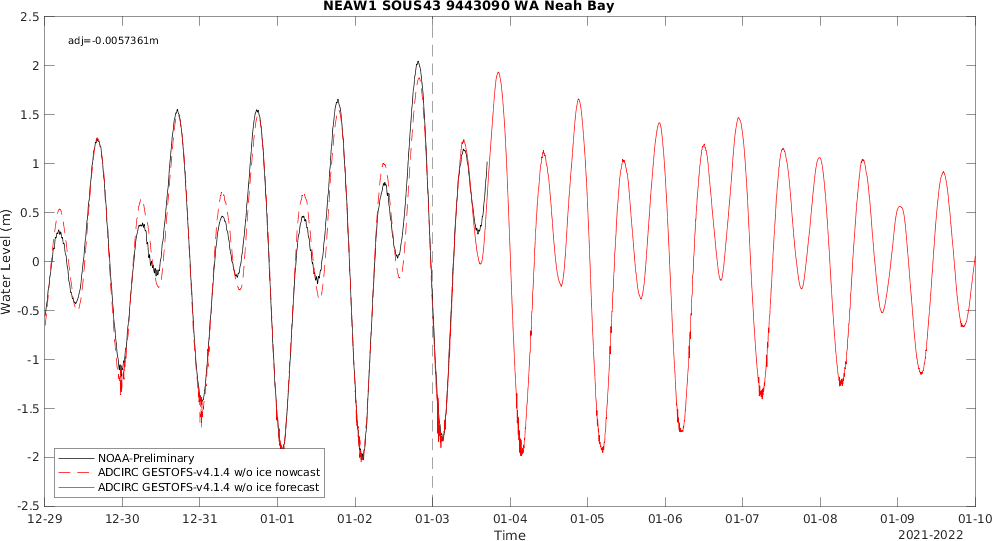 NEAW1 SOUS43 9443090 WA Neah Bay
adj=-0.0057361m
2.5
2
1.5
1
0.5
0
-0.5
-1
-1.5
-2
-2.5
Water Level (m)
NOAA-Preliminary
ADCIRC GESTOFS-v4.1.4 w/o ice nowcast
ADCIRC GESTOFS-v4.1.4 w/o ice forecast
12-29 12-30 12-31 01-01 01-02 01-03 01-04 01-05 01-06 01-07 01-08 01-09 01-10
Time
2021-2022